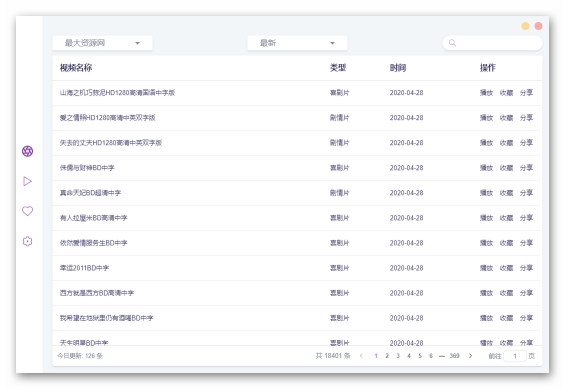 最大资源网 最新
视频名称 类型 时间 操作
山海之机巧偃泥HD1280高清国语中字版 喜剧片 2020-04-28 播放 收藏 分享
爱之情照HD1280高清中英双字版 剧情片 2020-04-28 播放 收藏 分享
失去的丈夫HD1280高清中英双字版 剧情片 2020-04-28 播放 收藏 分享
侏儒与财神BD中字 喜剧片 2020-04-28 播放 收藏 分享
真命天妃BD超清中字 剧情片 2020-04-28 播放 收藏 分享
有人拉屋米BD高清中字 喜剧片 2020-04-28 播放 收藏 分享
依然爱情服务生BD中字 喜剧片 2020-04-28 播放 收藏 分享
幸运2011BD中字 喜剧片 2020-04-28 播放 收藏 分享
西方就是西方BD高清中字 喜剧片 2020-04-28 播放 收藏 分享
我希望在地狱里仍有酒喝BD中字 喜剧片 2020-04-28 播放 收藏 分享
天生明星BD中字 喜剧片 2020-04-28 播放 收藏 分享
今日更新: 126 条 共 18401 条 1 2 3 4 5 6 369 前往 1 页